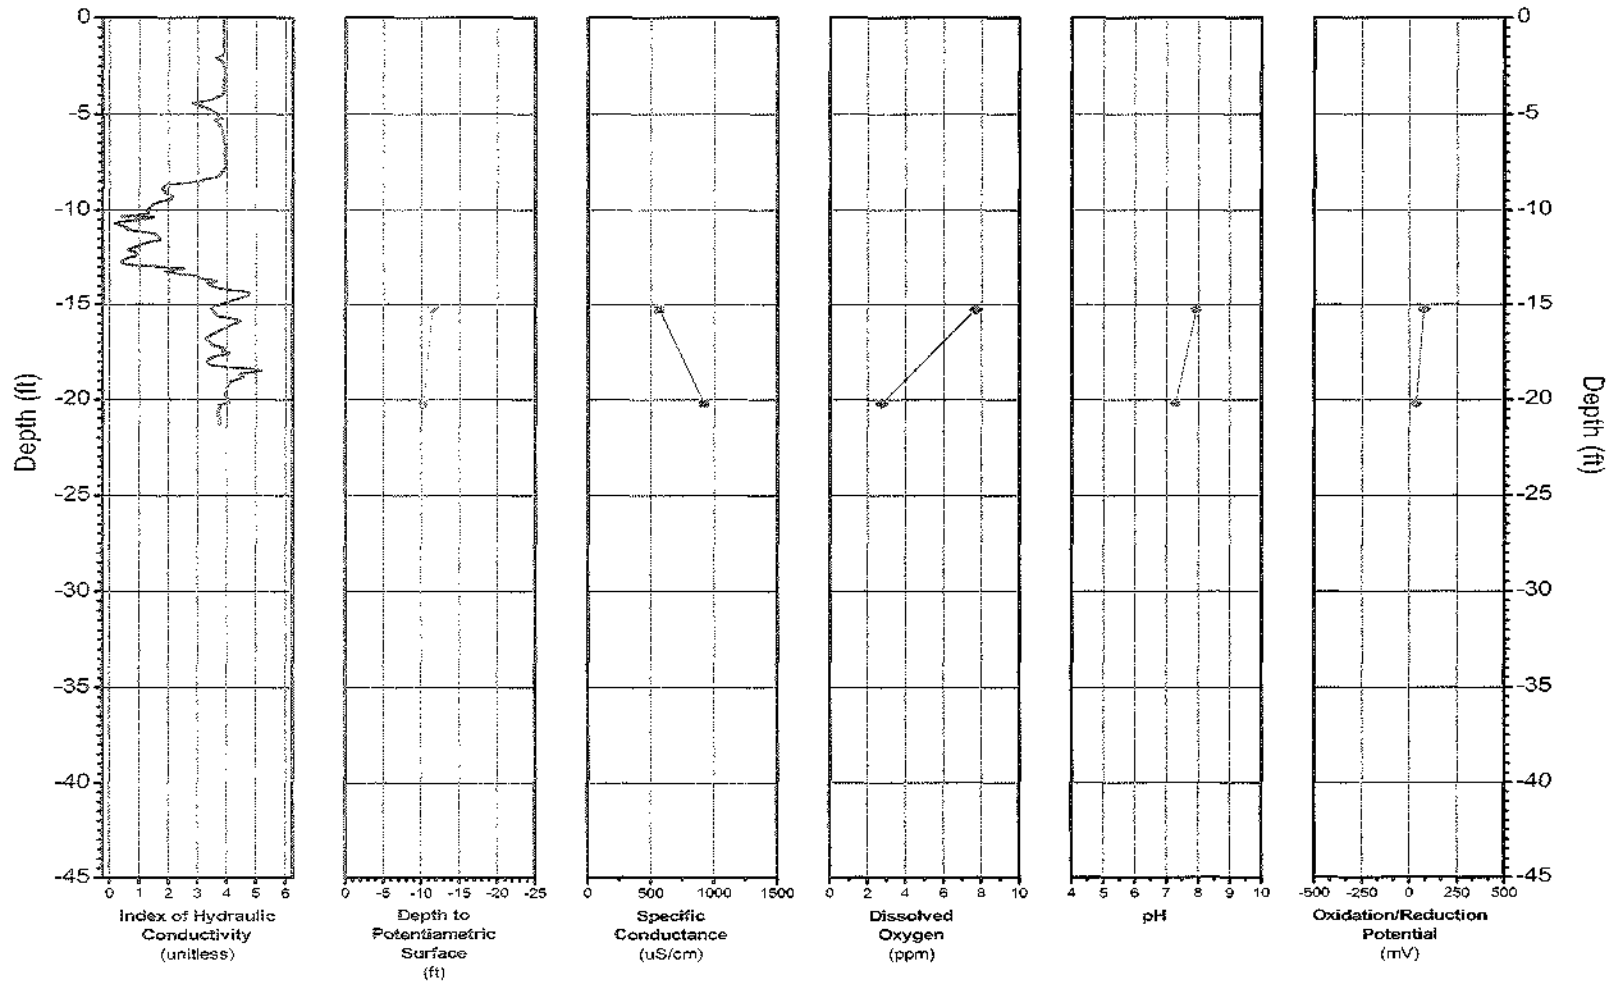 0
-5
-10
-15
-20
-25
-30
-35
-40
-45
Depth (ft)
0 1 2 3 4 5 6
Index of Hydraulic
Conductivity
(unitless)
0 -5 -10 -15 -20 -25
Depth to
Potentiametric
Surface
(ft)
0 500 1000 1500
Specific
Conductance
(uS/cm)
0 2 4 6 8 10
Dissolved
Oxygen
(ppm)
4 5 6 7 8 9 10
pH
-500 -250 0 250 500
Oxidation/Reduction
Potential
(mV)
0
-5
-10
-15
-20
-25
-30
-35
-40
-45
Depth (ft)